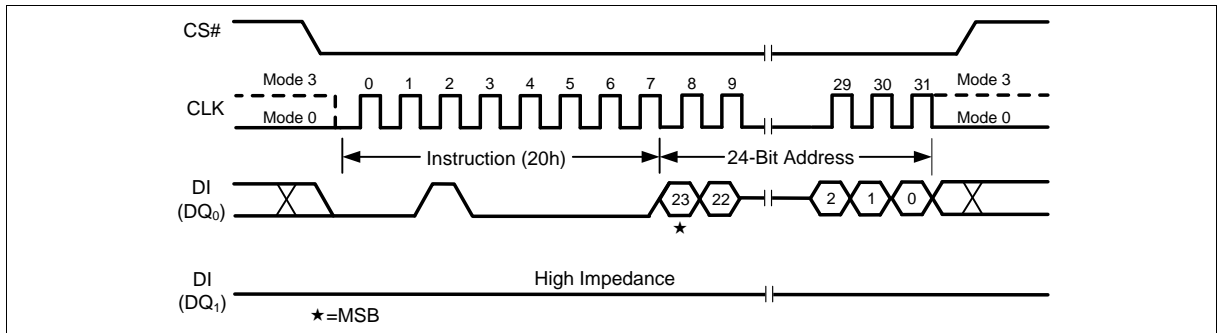 CS#
Mode 3 0 1 2 3 4 5 6 7 8 9 29 30 31 Mode 3
CLK
Mode 0 Mode 0
Instruction (20h) 24-Bit Address
DI
(DQ0) 23 22 2 1 0
★
High Impedance
DI
(DQ1)
★=MSB